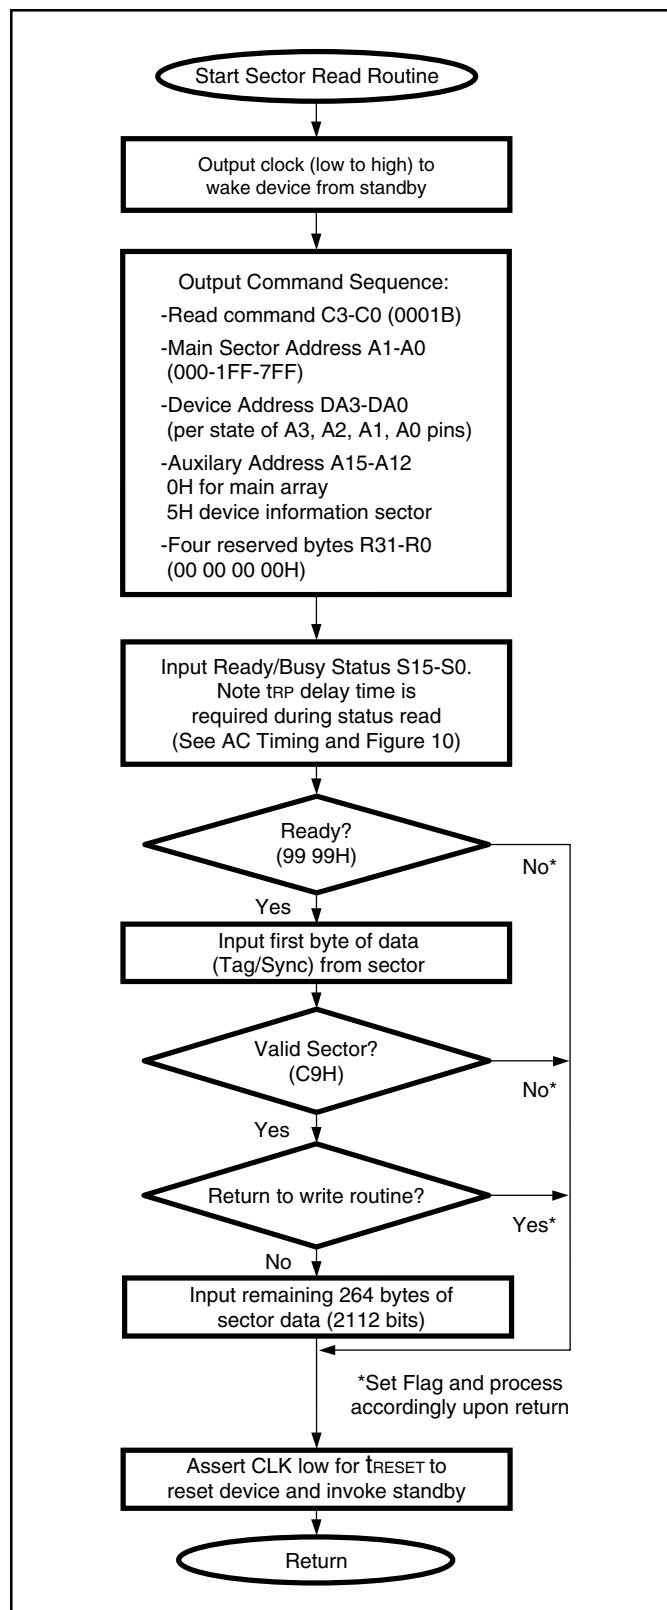 Start Sector Read Routine
Output clock (low to high) to
wake device from standby
Output Command Sequence:
-Read command C3-C0 (0001B)
-Main Sector Address A1-A0
(000-1FF-7FF)
-Device Address DA3-DA0
(per state of A3, A2, A1, A0 pins)
-Auxilary Address A15-A12
0H for main array
5H device information sector
-Four reserved bytes R31-R0
(00 00 00 00H)
Input Ready/Busy Status S15-S0.
Note tRP delay time is
required during status read
(See AC Timing and Figure 10)
Ready?
(99 99H)
No*
Yes
Input first byte of data
(Tag/Sync) from sector
Valid Sector?
(C9H)
No*
Yes
Return to write routine?
Yes*
No
Input remaining 264 bytes of
sector data (2112 bits)
*Set Flag and process
accordingly upon return
Assert CLK low for tRESET to
reset device and invoke standby
Return